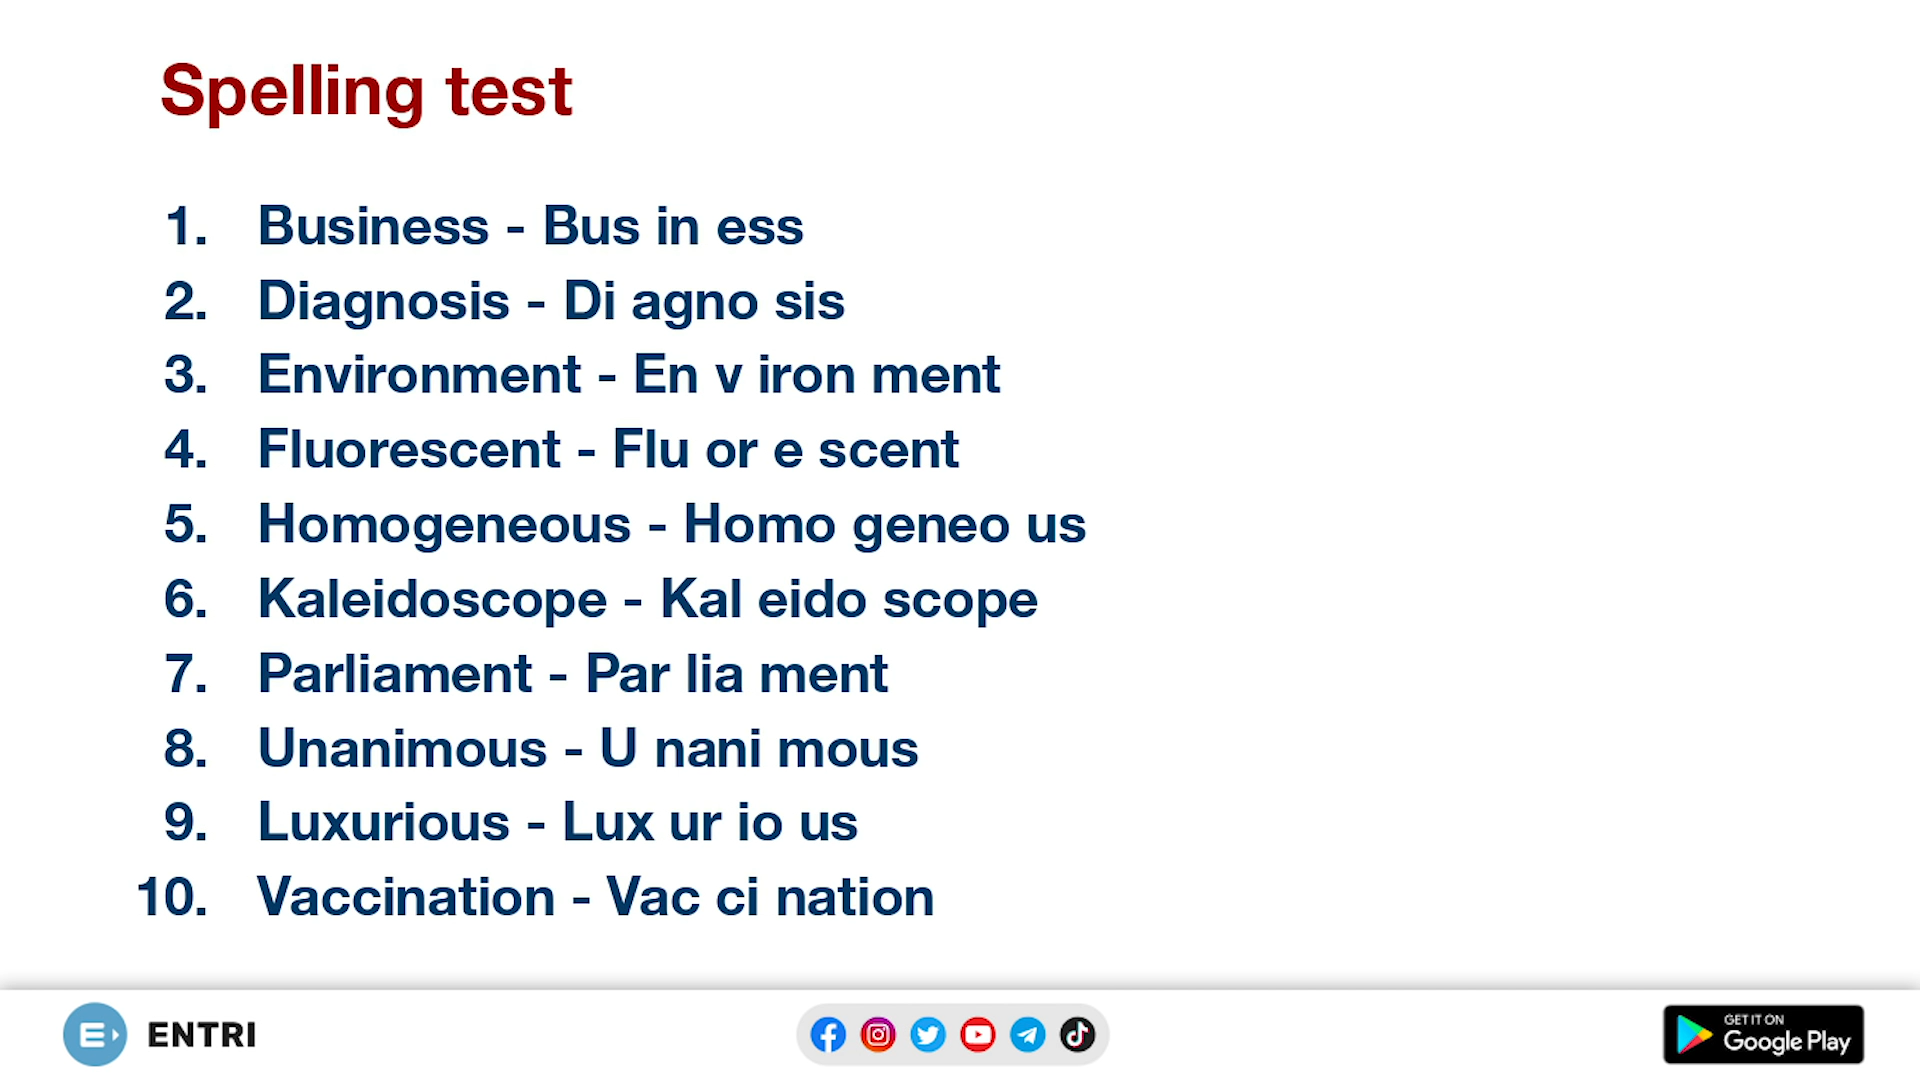 Spelling test
1. Business - Bus in ess
2. Diagnosis - Di agno sis
3. Environment - En v iron ment
4. Fluorescent - Flu or e scent
5. Homogeneous - Homo geneo us
6. Kaleidoscope - Kal eido scope
7. Parliament - Par lia ment
8. Unanimous - U nani mous
9. Luxurious - Lux ur io us
10. Vaccination - Vac ci nation
E ENTRI
GET IT ON
Google Play